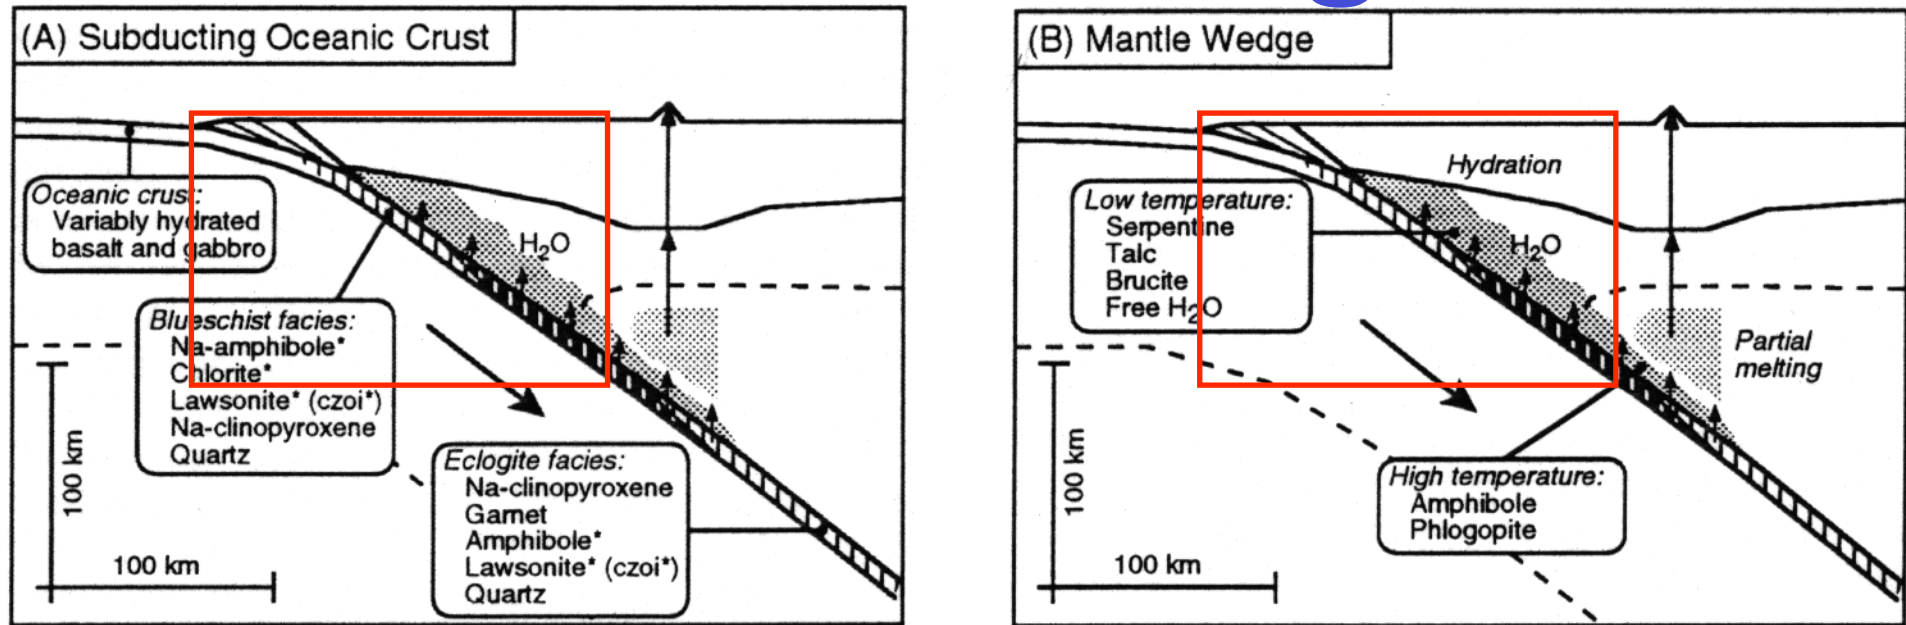 (A) Subducting Oceanic Crust
Oceanic crust:
Variably hydrated
basalt and gabbro
H₂O
Blueschist facies:
Na-amphibole*
Chlorite*
Lawsonite* (czoi*)
Na-clinopyroxene
Quartz
Eclogite facies:
Na-clinopyroxene
Garnet
Amphibole*
Lawsonite* (czoi*)
Quartz
100 km
100 km
(B) Mantle Wedge
Hydration
Low temperature:
Serpentine
Talc
Brucite
Free H₂O
H₂O
Partial
melting
High temperature:
Amphibole
Phlogopite
100 km
100 km